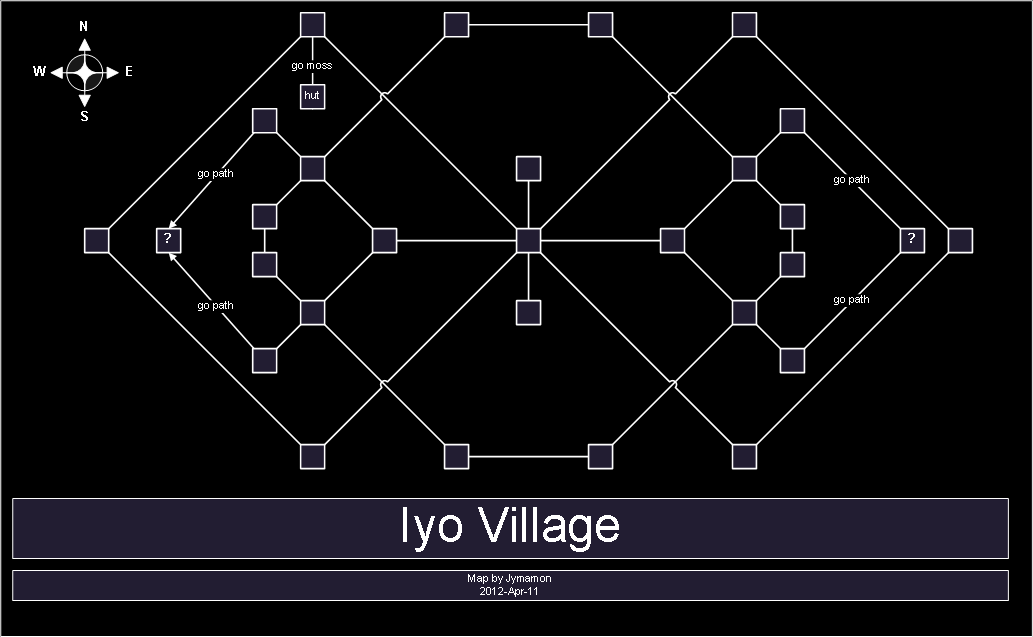 N
W E
S
go moss
hut
go path
go path
?
?
go path
go path
Iyo Village
Map by Jymamon
2012-Apr-11